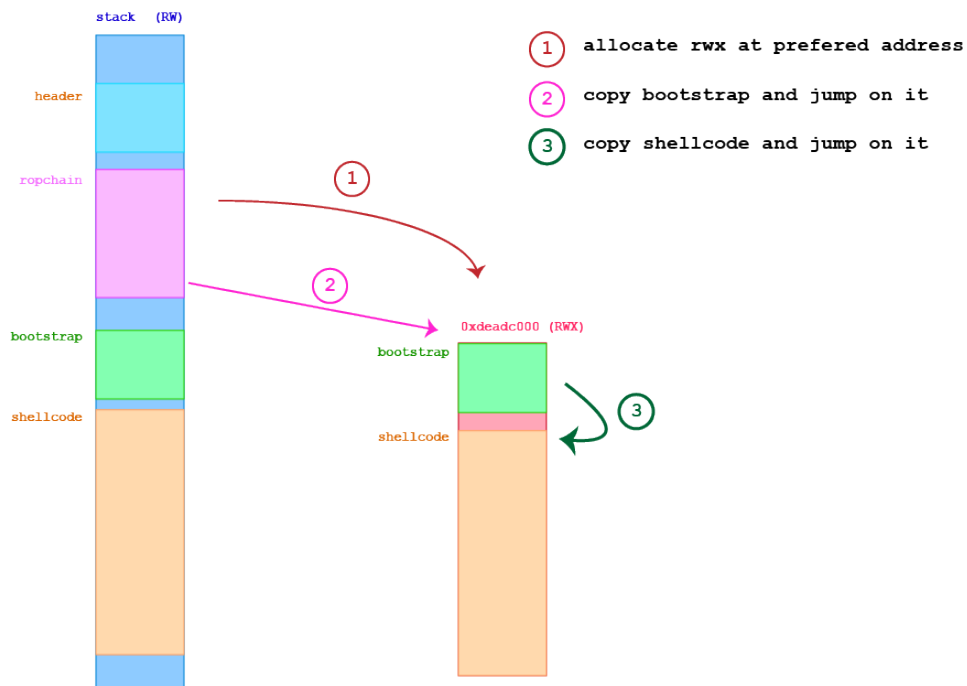 stack (RW)
1 allocate rwx at prefered address
header
2 copy bootstrap and jump on it
3 copy shellcode and jump on it
ropchain
1
2
0xdeadc000 (RWX)
bootstrap
bootstrap
3
shellcode
shellcode